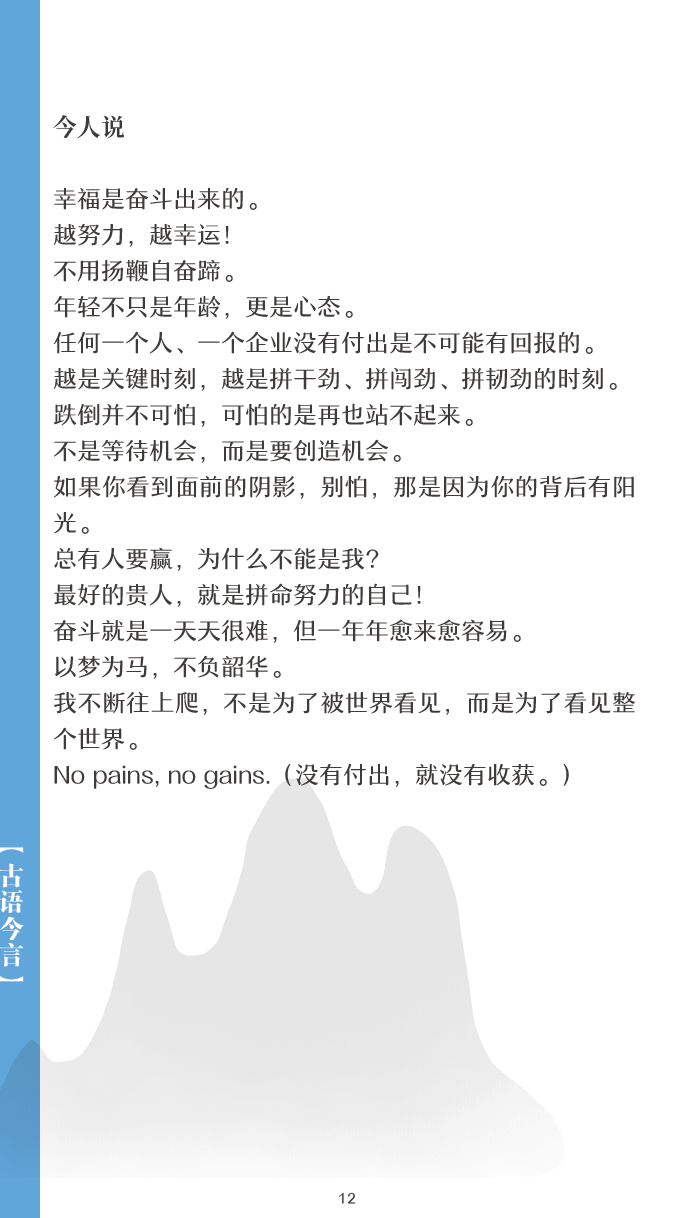 今人说
幸福是奋斗出来的。
越努力，越幸运！
不用扬鞭自奋蹄。
年轻不只是年龄，更是心态。
任何一个人、一个企业没有付出是不可能有回报的。
越是关键时刻，越是拼干劲、拼闯劲、拼韧劲的时刻。
跌倒并不可怕，可怕的是再也站不起来。
不是等待机会，而是要创造机会。
如果你看到面前的阴影，别怕，那是因为你的背后有阳
光。
总有人要赢，为什么不能是我？
最好的贵人，就是拼命努力的自己！
奋斗就是一天天很难，但一年年愈来愈容易。
以梦为马，不负韶华。
我不断往上爬，不是为了被世界看见，而是为了看见整
个世界。
No pains, no gains.（没有付出，就没有收获。）
【古语今言】
12